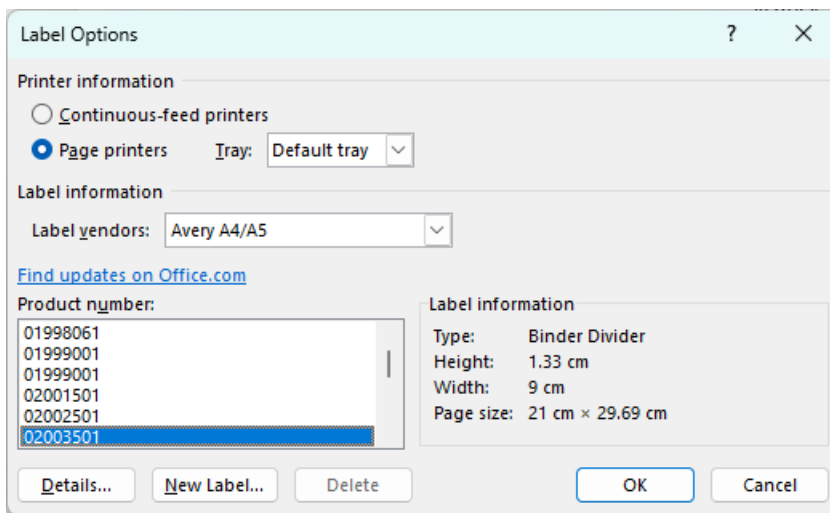 Label Options
Printer information
Continuous-feed printers
Page printers Tray: Default tray
Label information
Label vendors: Avery A4/A5
Find updates on Office.com
Product number:
01998061
01999001
01999001
02001501
02002501
02003501
Label information
Type: Binder Divider
Height: 1.33 cm
Width: 9 cm
Page size: 21 cm × 29.69 cm
Details... New Label... Delete OK Cancel